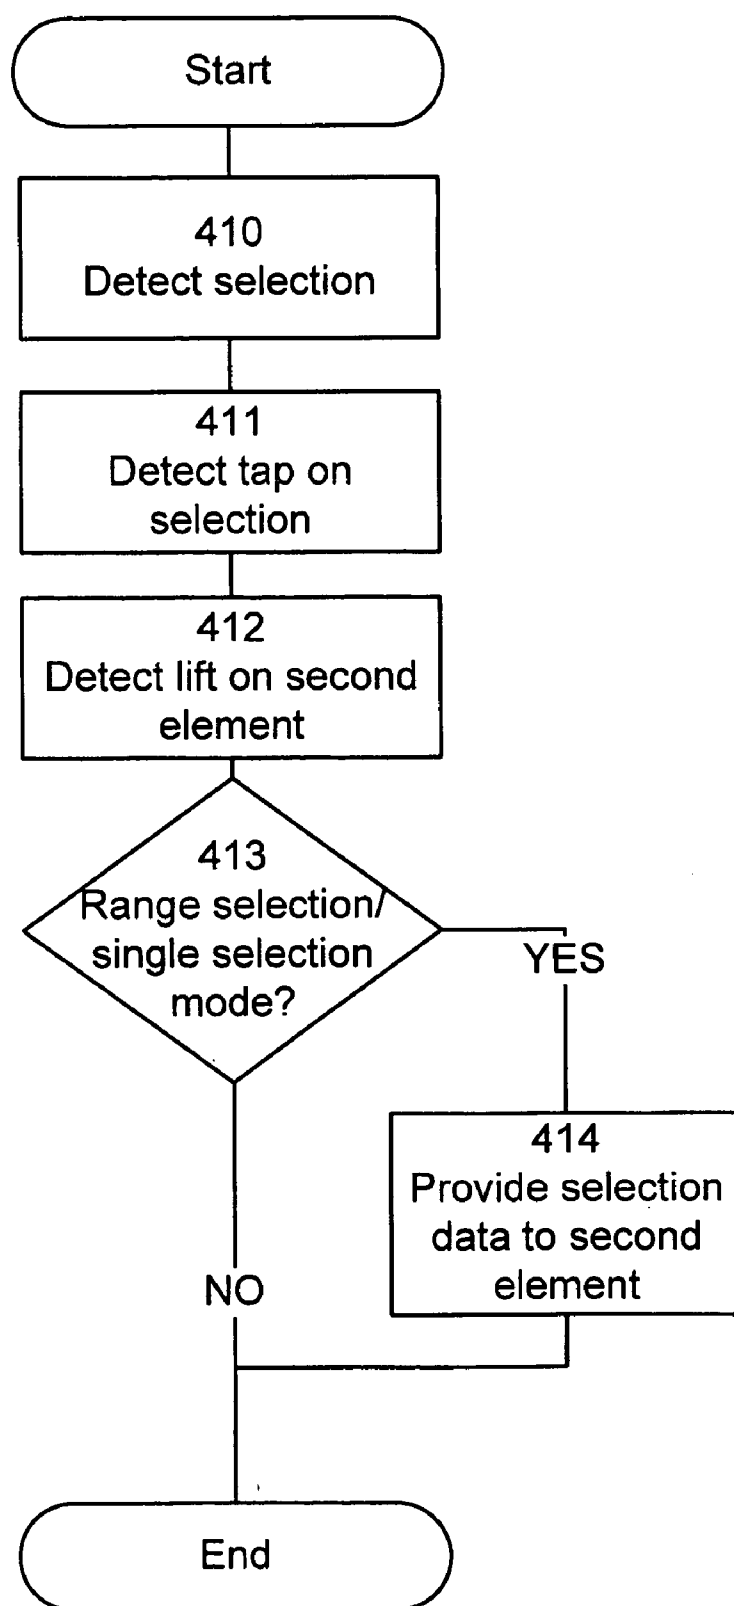 Start
410
Detect selection
411
Detect tap on
selection
412
Detect lift on second
element
413
Range selection/
single selection
mode?
YES
414
Provide selection
data to second
element
NO
End